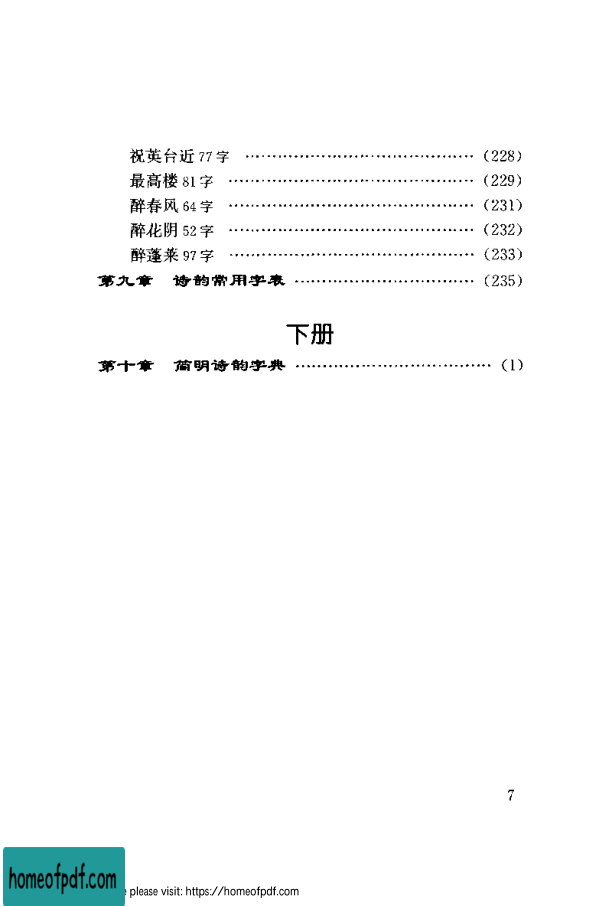 祝英台近 77 字 ………………………………… (228)
最高楼 81 字 ………………………………… (229)
醉春风 64 字 ………………………………… (231)
醉花阴 52 字 ………………………………… (232)
醉蓬莱 97 字 ………………………………… (233)
第九章 诗韵常用字表 ………………………… (235)
下册
第十章 简明诗韵字典 ………………………… (1)
7
homeofpdf.com
please visit: https://homeofpdf.com